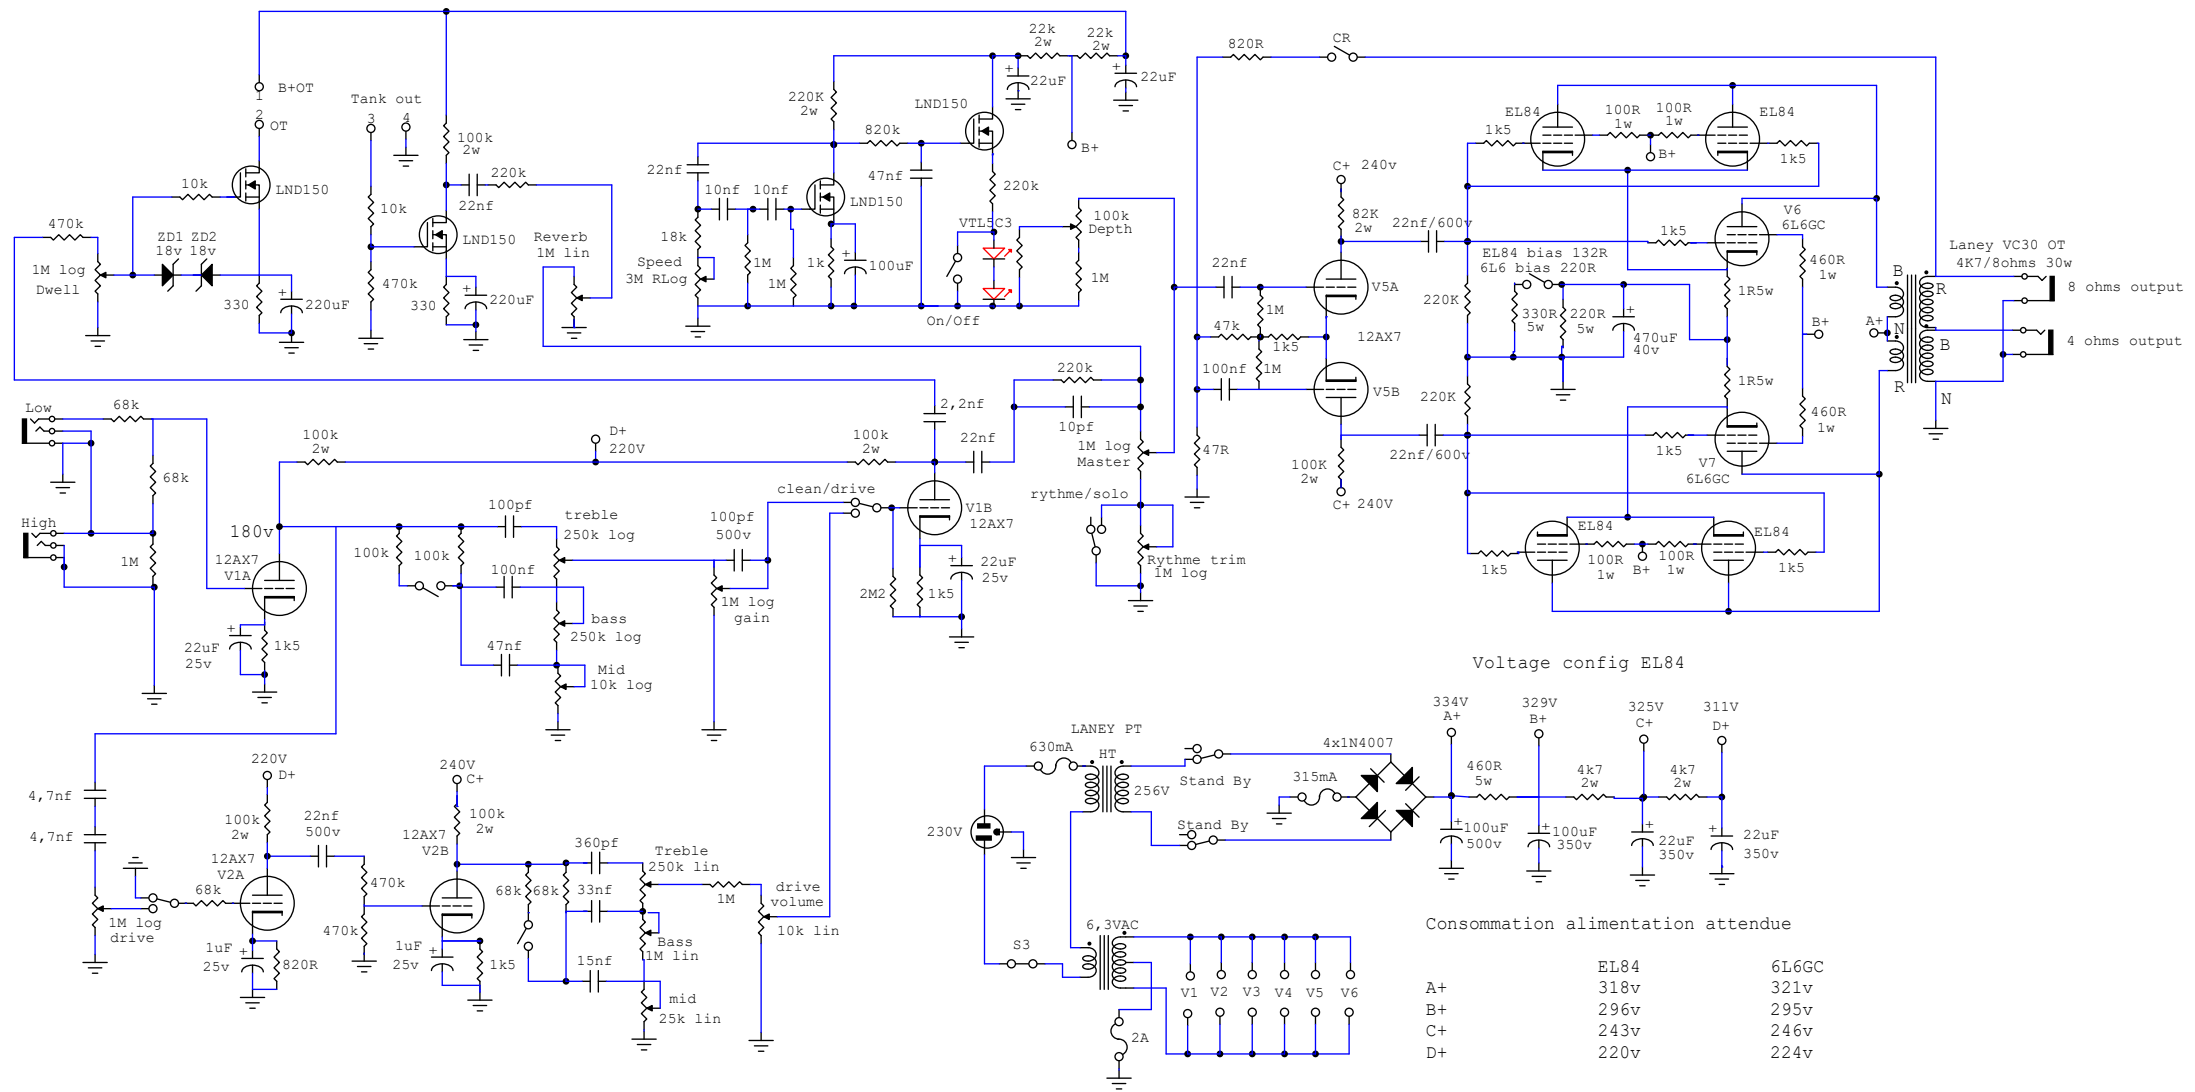 B+OT
1
2
OT
10k
LND150
470k
ZD1 ZD2
18v 18v
1M log
Dwell
330
220uF
Tank out
3 4
100k
2w
220k
22nf
10k
LND150
470k
330
220uF
Reverb
1M lin
22k
2w
22k
2w
22uF
22uF
220K
2w
LND150
820k
B+
22nf
47nf
10nf 10nf
LND150
220k
VTL5C3
100k
Depth
18k
Speed
3M RLog
1M
1M
1k
100uF
1M
On/Off
820R
CR
C+ 240v
82K
2w
22nf/600v
22nf
V5A
1M
47k
1k5
12AX7
100nf
1M
V5B
22nf/600v
47R
100K
2w
C+ 240V
EL84
100R
1w
100R
1w
EL84
1k5
B+
1k5
V6
6L6GC
1k5
EL84 bias 132R
6L6 bias 220R
460R
1w
220K
330R
5w
220R
5w
470uF
40v
1R5w
B+
1R5w
220K
460R
1w
1k5
V7
6L6GC
EL84
EL84
1k5
100R
1w
B+
100R
1w
1k5
Laney VC30 OT
4K7/8ohms 30w
B
R
A+
N
B
R
N
8 ohms output
4 ohms output
Low
68k
68k
High
1M
100k
2w
D+
220V
180v
12AX7
V1A
22uF
25v
1k5
100k
2w
2,2nf
22nf
220k
10pf
1M log
Master
clean/drive
V1B
12AX7
rythme/solo
Rythme trim
1M log
100pf
treble
250k log
100k
100k
100nf
bass
250k log
47nf
Mid
10k log
100pf
500v
1M log
gain
2M2
1k5
22uF
25v
4,7nf
4,7nf
1M log
drive
68k
220V
D+
100k
2w
12AX7
V2A
22nf
500v
470k
470k
1uF
25v
820R
240V
C+
100k
2w
12AX7
V2B
1uF
25v
1k5
68k
68k
360pf
Treble
250k lin
33nf
Bass
1M lin
15nf
mid
25k lin
1M
drive
volume
10k lin
LANEY PT
630mA
HT
256V
Stand By
Stand By
230V
4x1N4007
315mA
S3
6,3VAC
2A
V1 V2 V3 V4 V5 V6
Voltage config EL84
334V
A+
329V
B+
325V
C+
311V
D+
460R
5w
4k7
2w
4k7
2w
100uF
500v
100uF
350v
22uF
350v
22uF
350v
Consommation alimentation attendue
EL84 6L6GC
A+ 318v 321v
B+ 296v 295v
C+ 243v 246v
D+ 220v 224v